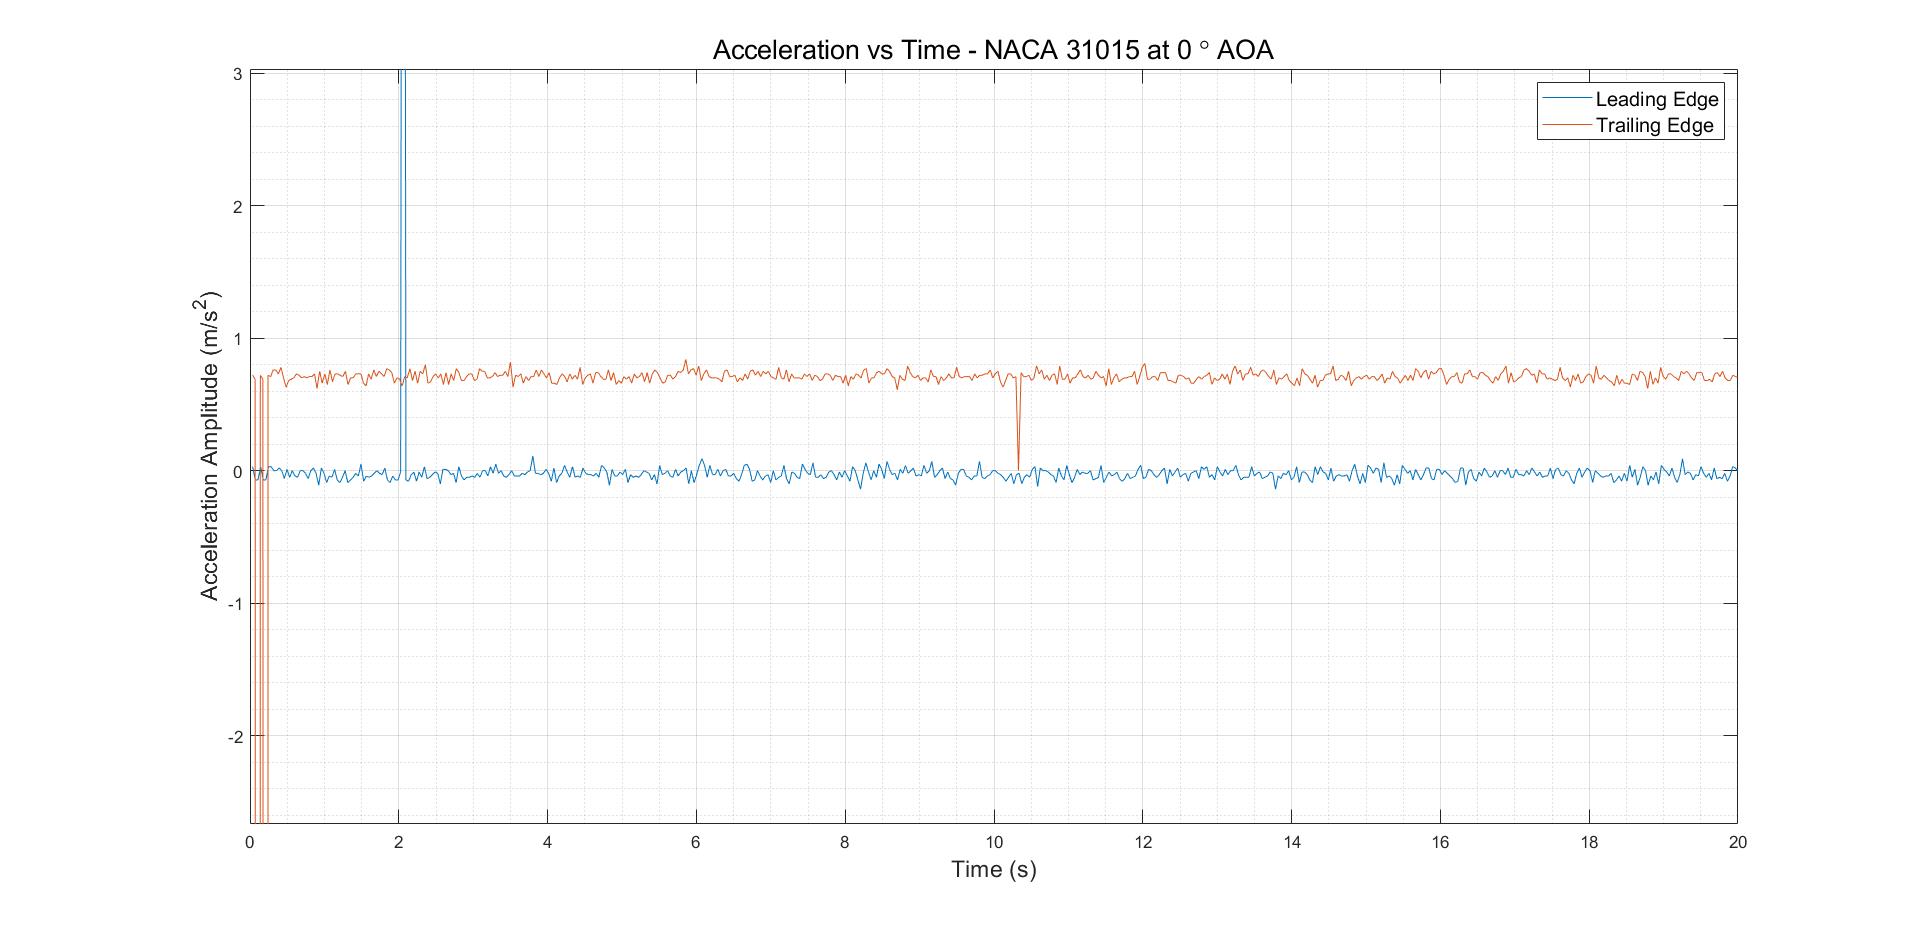 Acceleration vs Time - NACA 31015 at 0 ° AOA
Leading Edge
Trailing Edge
Acceleration Amplitude (m/s²)
3
2
1
0
-1
-2
0 2 4 6 8 10 12 14 16 18 20
Time (s)